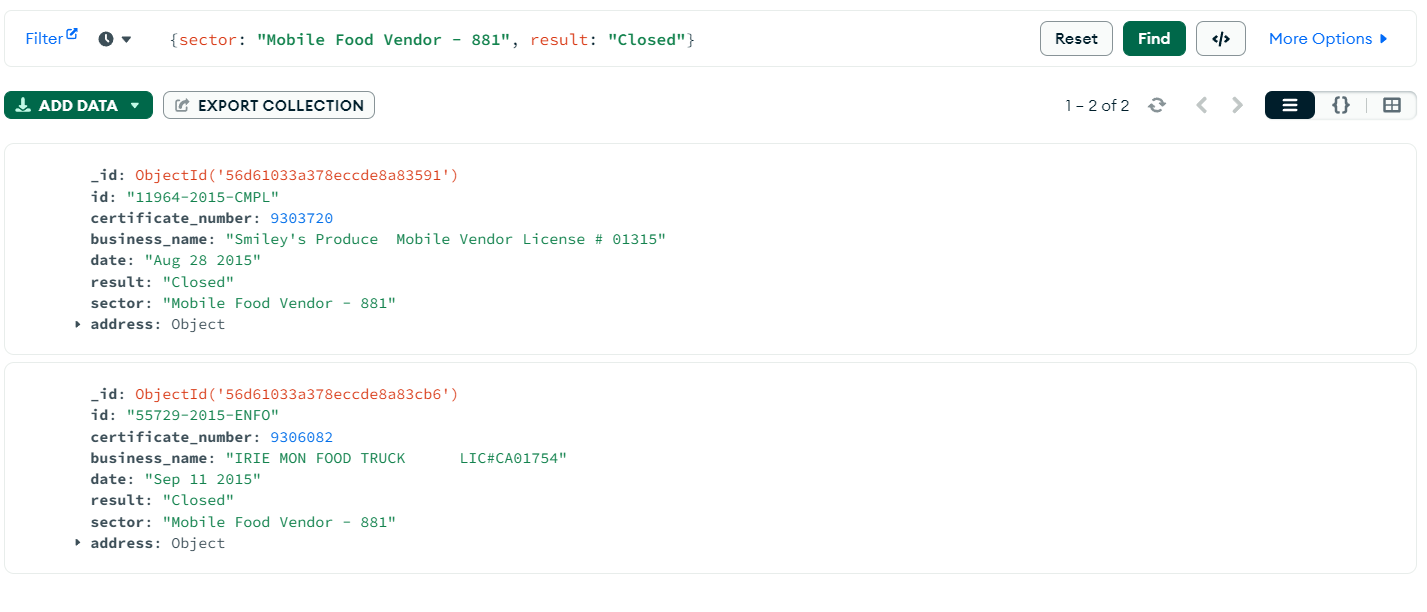 Filter {sector: "Mobile Food Vendor - 881", result: "Closed"} Reset Find </> More Options
ADD DATA EXPORT COLLECTION 1 – 2 of 2 {}
_id: ObjectId('56d61033a378eccde8a83591')
id: "11964-2015-CMPL"
certificate_number: 9303720
business_name: "Smiley's Produce  Mobile Vendor License # 01315"
date: "Aug 28 2015"
result: "Closed"
sector: "Mobile Food Vendor - 881"
address: Object
_id: ObjectId('56d61033a378eccde8a83cb6')
id: "55729-2015-ENFO"
certificate_number: 9306082
business_name: "IRIE MON FOOD TRUCK      LIC#CA01754"
date: "Sep 11 2015"
result: "Closed"
sector: "Mobile Food Vendor - 881"
address: Object